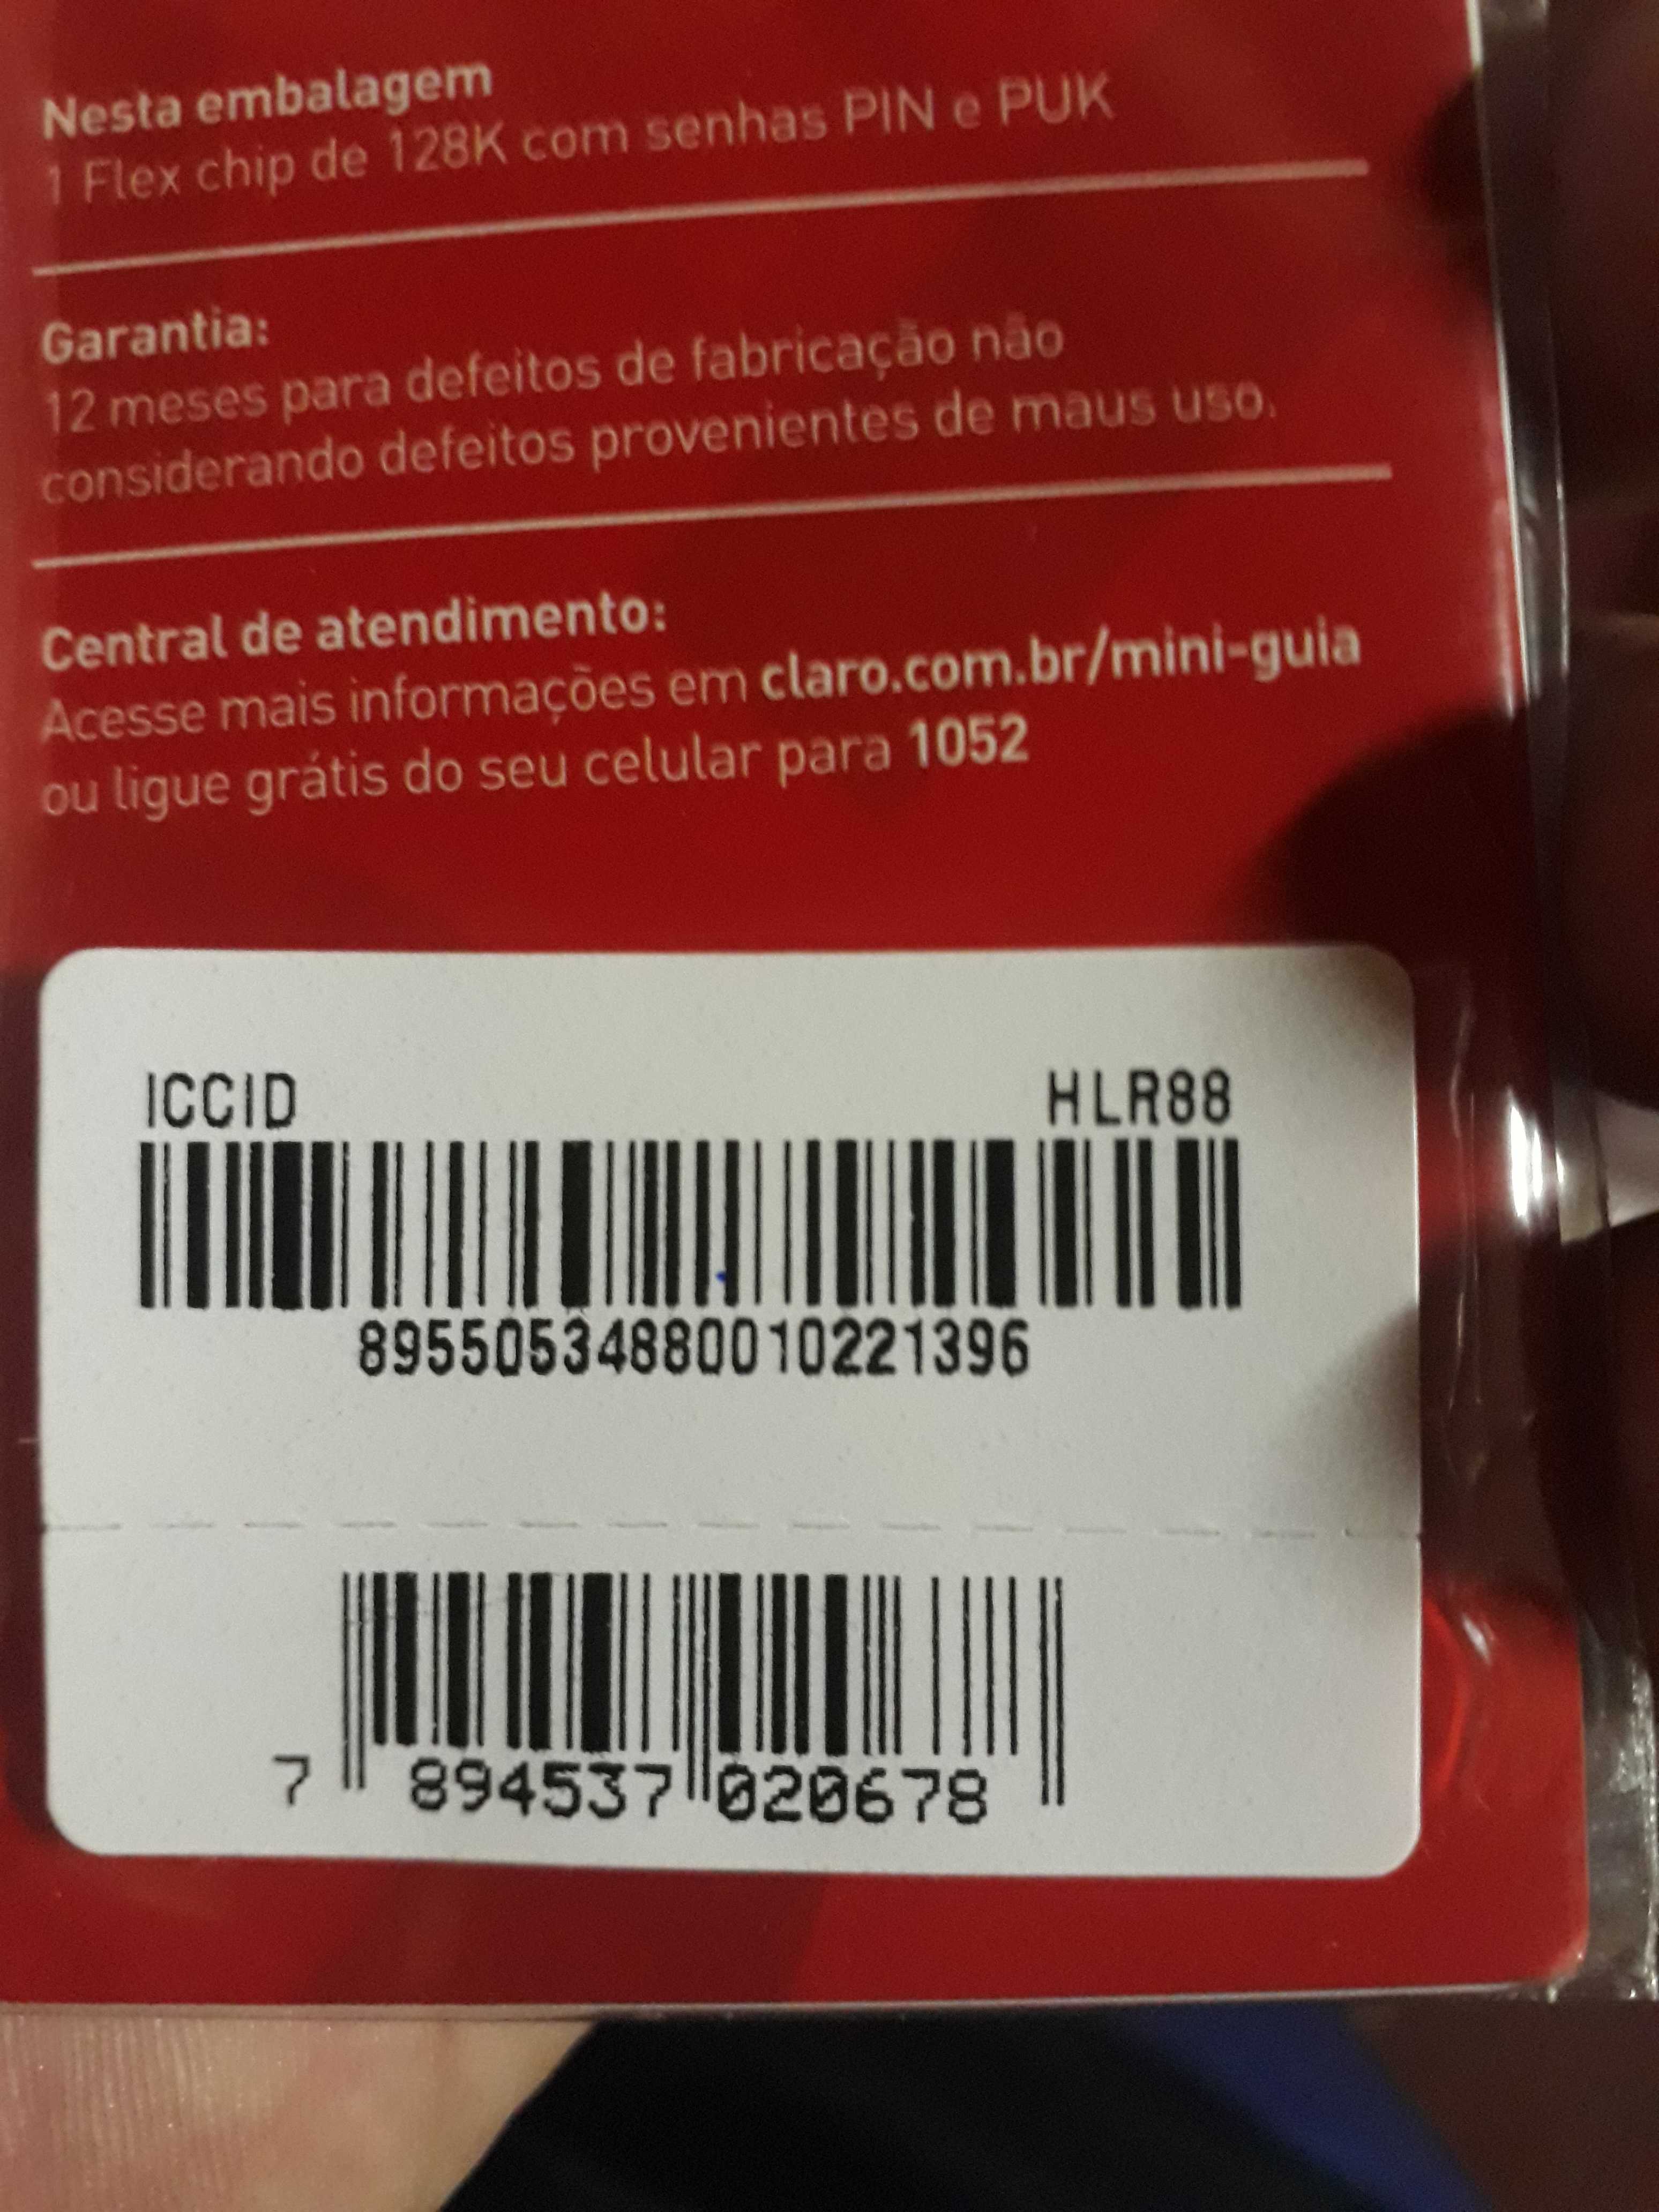 Nesta embalagem
1 Flex chip de 128K com senhas PIN e PUK
Garantia:
12 meses para defeitos de fabricação não
considerando defeitos provenientes de maus uso.
Central de atendimento:
Acesse mais informações em claro.com.br/mini-guia
ou ligue grátis do seu celular para 1052
ICCID HLR88
89550534880010221396
7 894537 020678